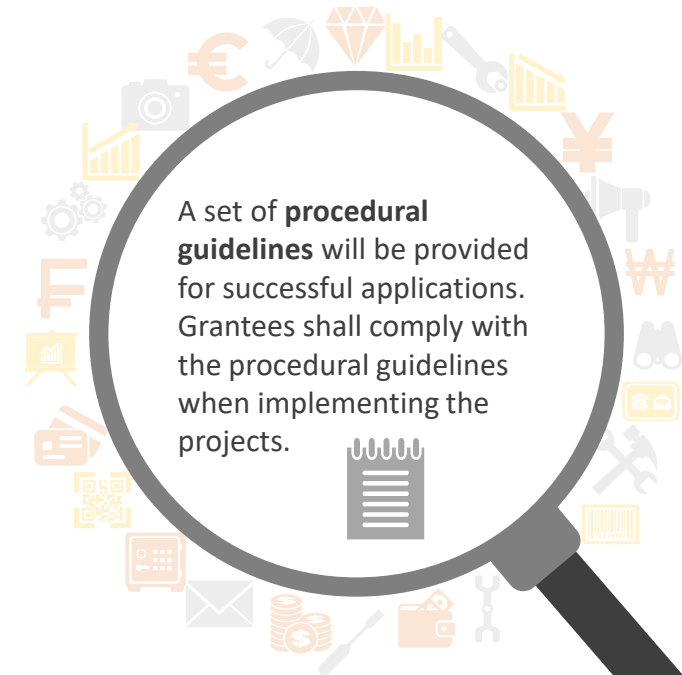 A set of procedural
guidelines will be provided
for successful applications.
Grantees shall comply with
the procedural guidelines
when implementing the
projects.